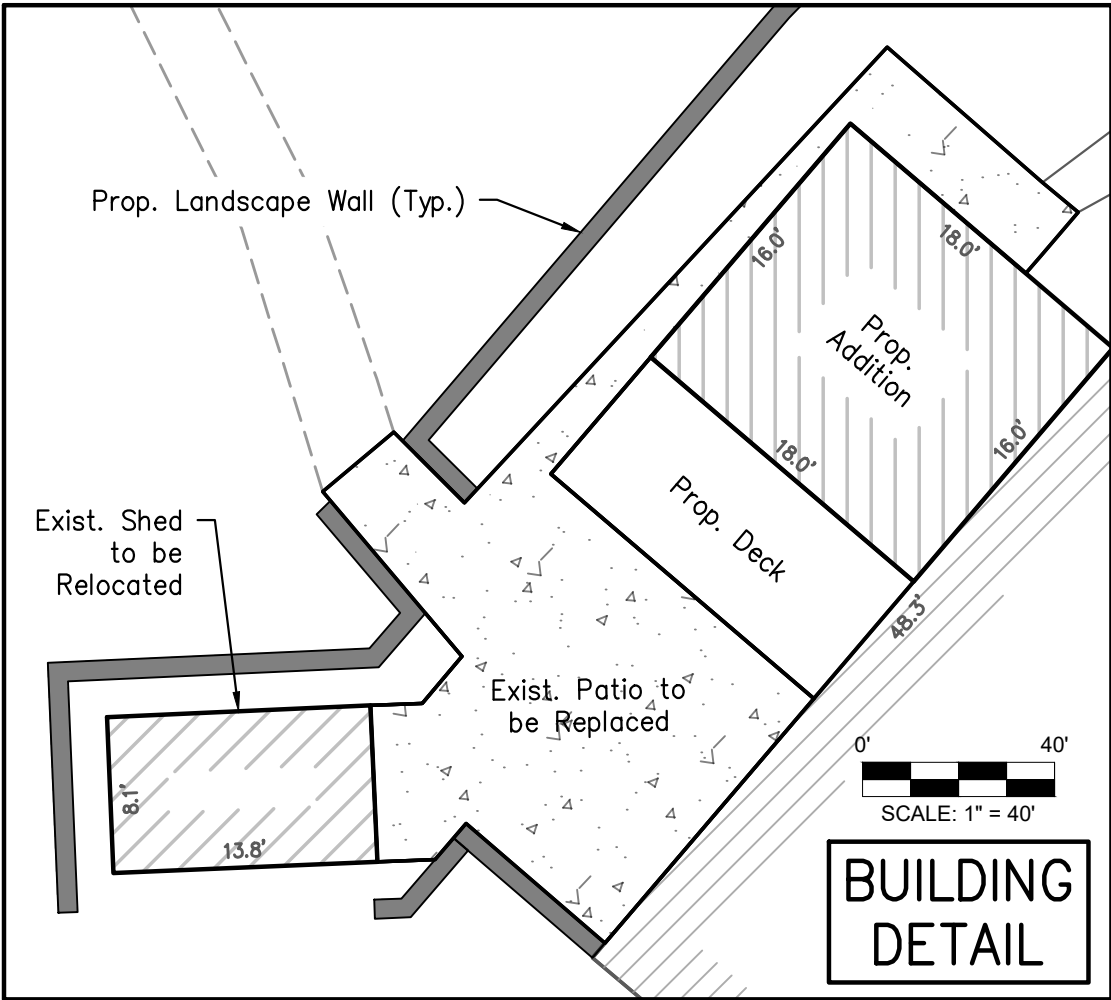 Prop. Landscape Wall (Typ.)
16.0'
18.0'
Prop.
Addition
18.0'
16.0'
Prop. Deck
48.3'
Exist. Shed
to be
Relocated
Exist. Patio to
be Replaced
8.1'
13.8'
0' 40'
SCALE: 1" = 40'
BUILDING
DETAIL